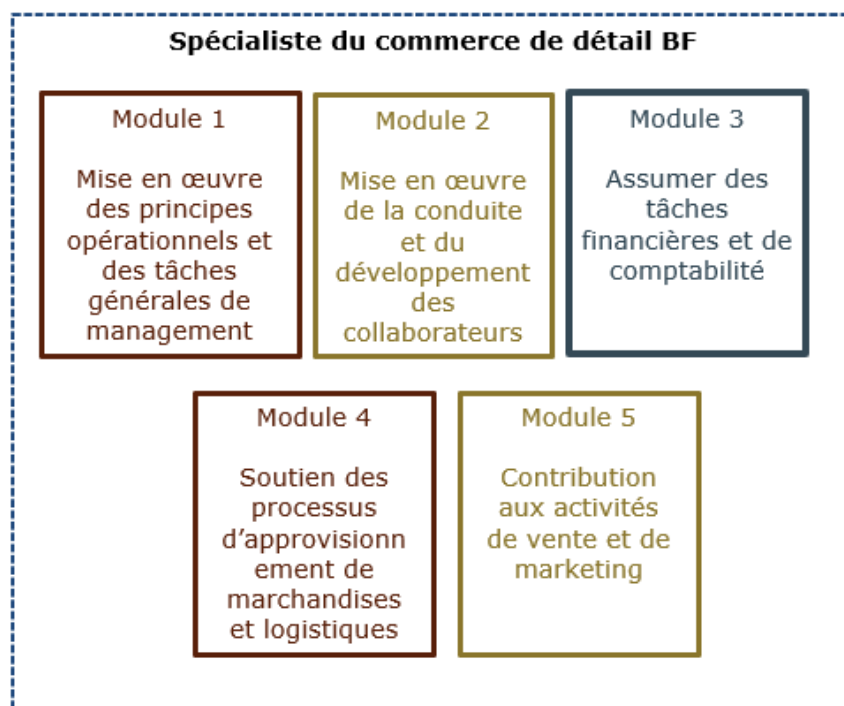 Spécialiste du commerce de détail BF
Module 1
Mise en œuvre
des principes
opérationnels et
des tâches
générales de
management
Module 2
Mise en œuvre
de la conduite
et du
développement
des
collaborateurs
Module 3
Assumer des
tâches
financières et de
comptabilité
Module 4
Soutien des
processus
d’approvisionn
ement de
marchandises
et logistiques
Module 5
Contribution
aux activités
de vente et de
marketing